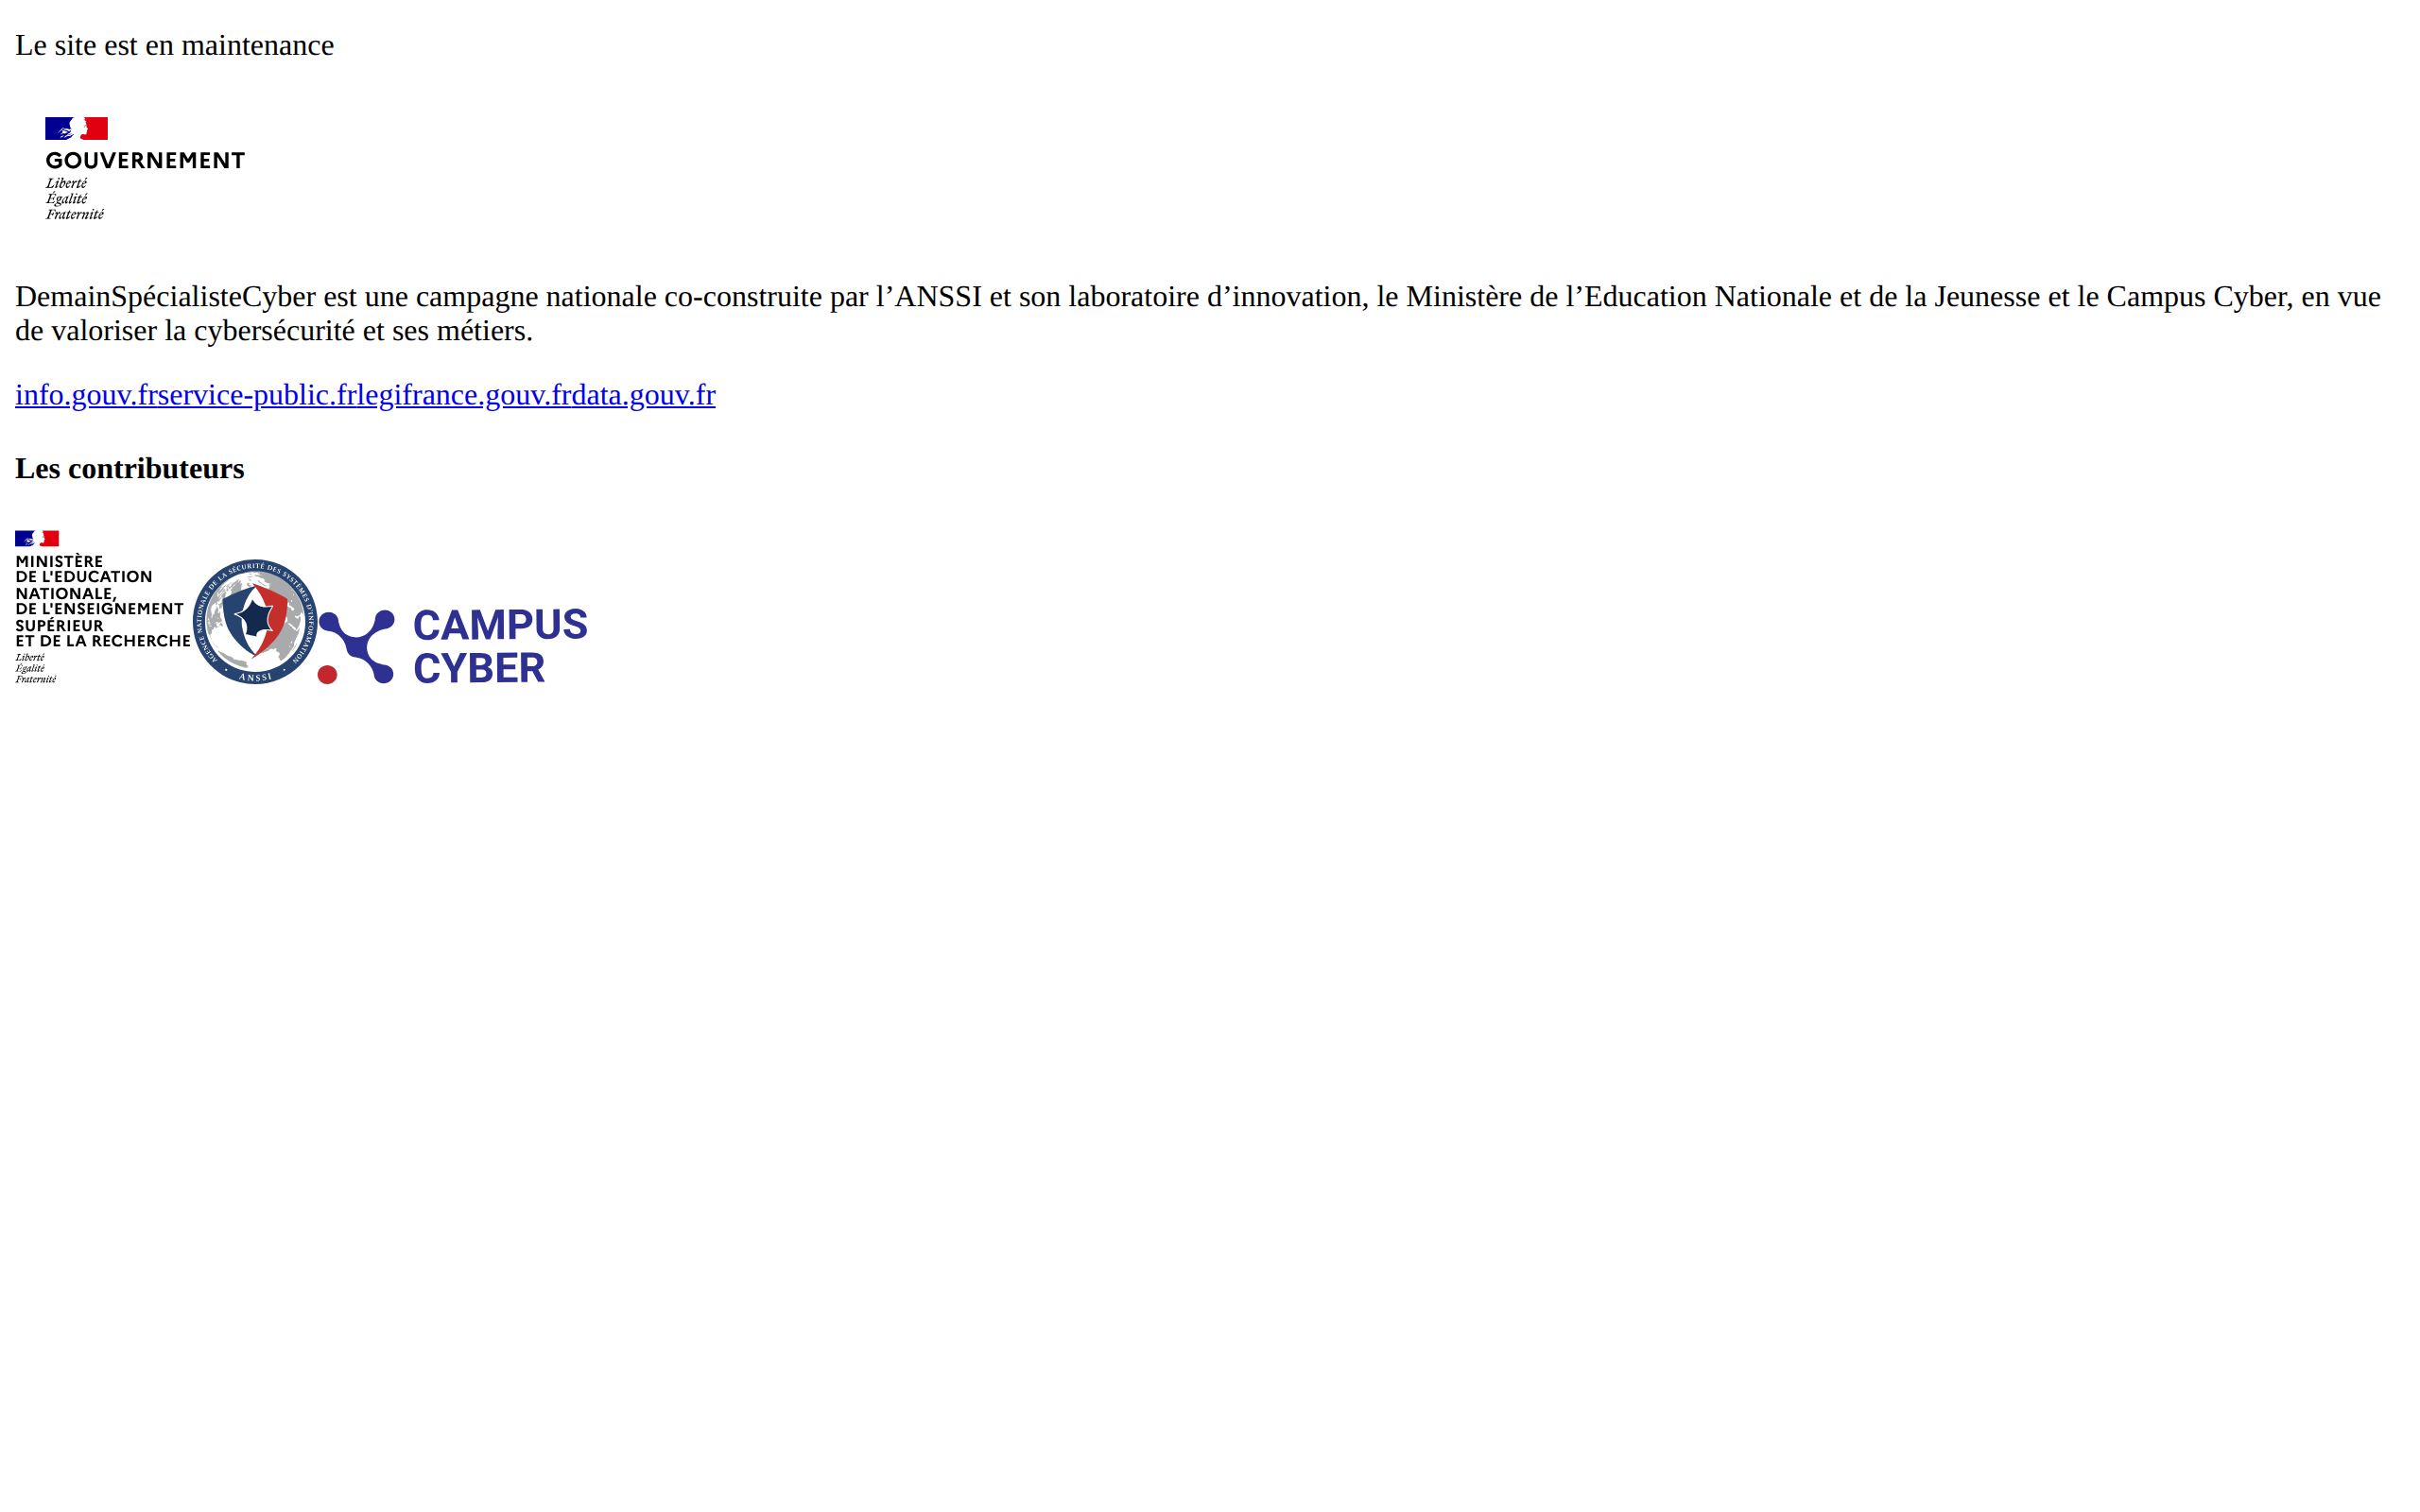 Le site est en maintenance
GOUVERNEMENT
Liberté
Égalité
Fraternité
DemainSpécialisteCyber est une campagne nationale co-construite par l’ANSSI et son laboratoire d’innovation, le Ministère de l’Education Nationale et de la Jeunesse et le Campus Cyber, en vue
de valoriser la cybersécurité et ses métiers.
info.gouv.frservice-public.frlegifrance.gouv.frdata.gouv.fr
Les contributeurs
MINISTÈRE
DE L'EDUCATION
NATIONALE,
DE L'ENSEIGNEMENT
SUPÉRIEUR
ET DE LA RECHERCHE
Liberté
Égalité
Fraternité
AGENCE NATIONALE DE LA SÉCURITÉ DES SYSTÈMES D'INFORMATION
• ANSSI •
CAMPUS
CYBER